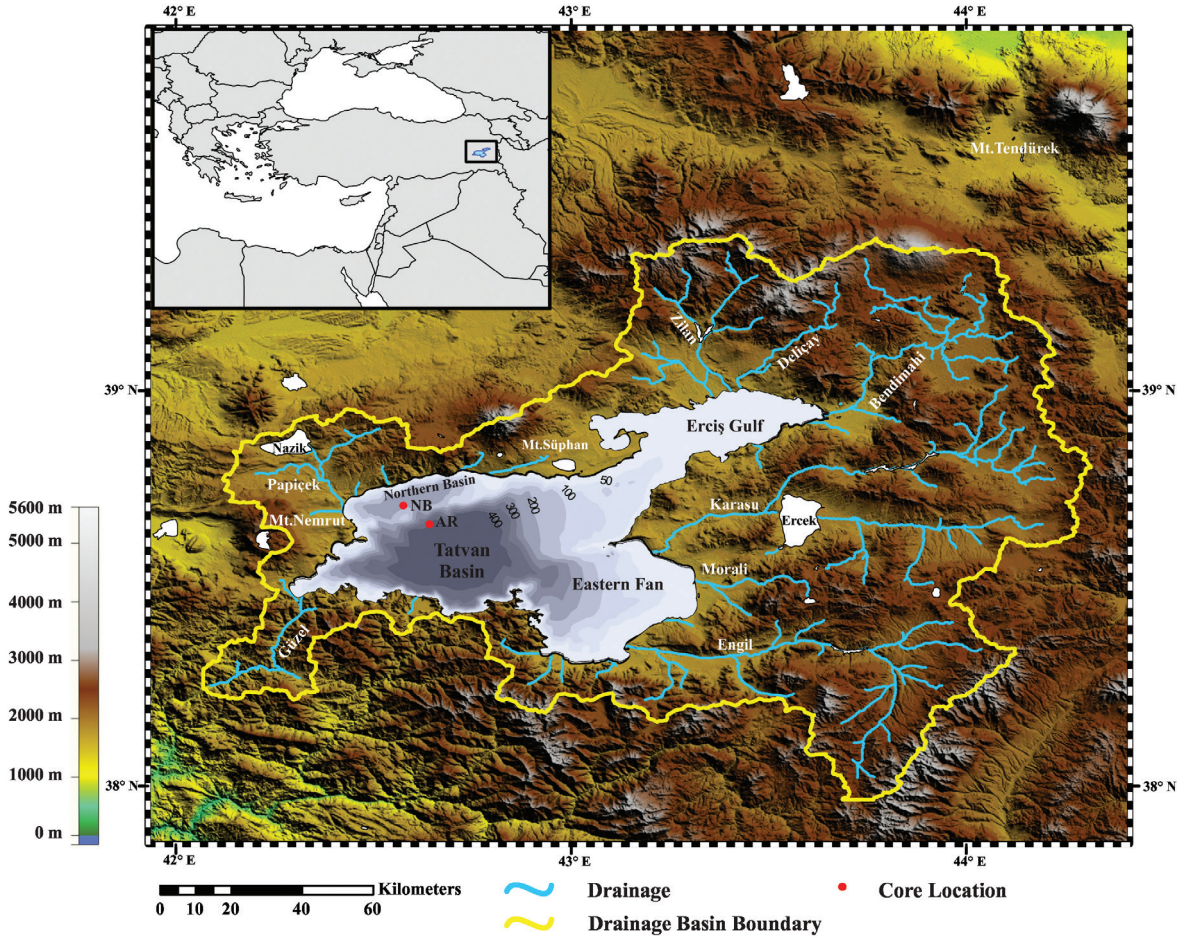 42° E
43° E
44° E
Mt.Tendürek
Zilan
Deliçay
Bendimahi
39° N
39° N
Erciş Gulf
Nazik
Mt.Süphan
Papiçek
Northern Basin
50
100
200
300
400
NB
Karasu
Ercek
Mt.Nemrut
AR
Tatvan
Basin
Morali
Eastern Fan
Engil
Güzel
5600 m
5000 m
4000 m
3000 m
2000 m
1000 m
0 m
38° N
38° N
42° E
43° E
44° E
Kilometers
0 10 20 40 60
Drainage
Core Location
Drainage Basin Boundary